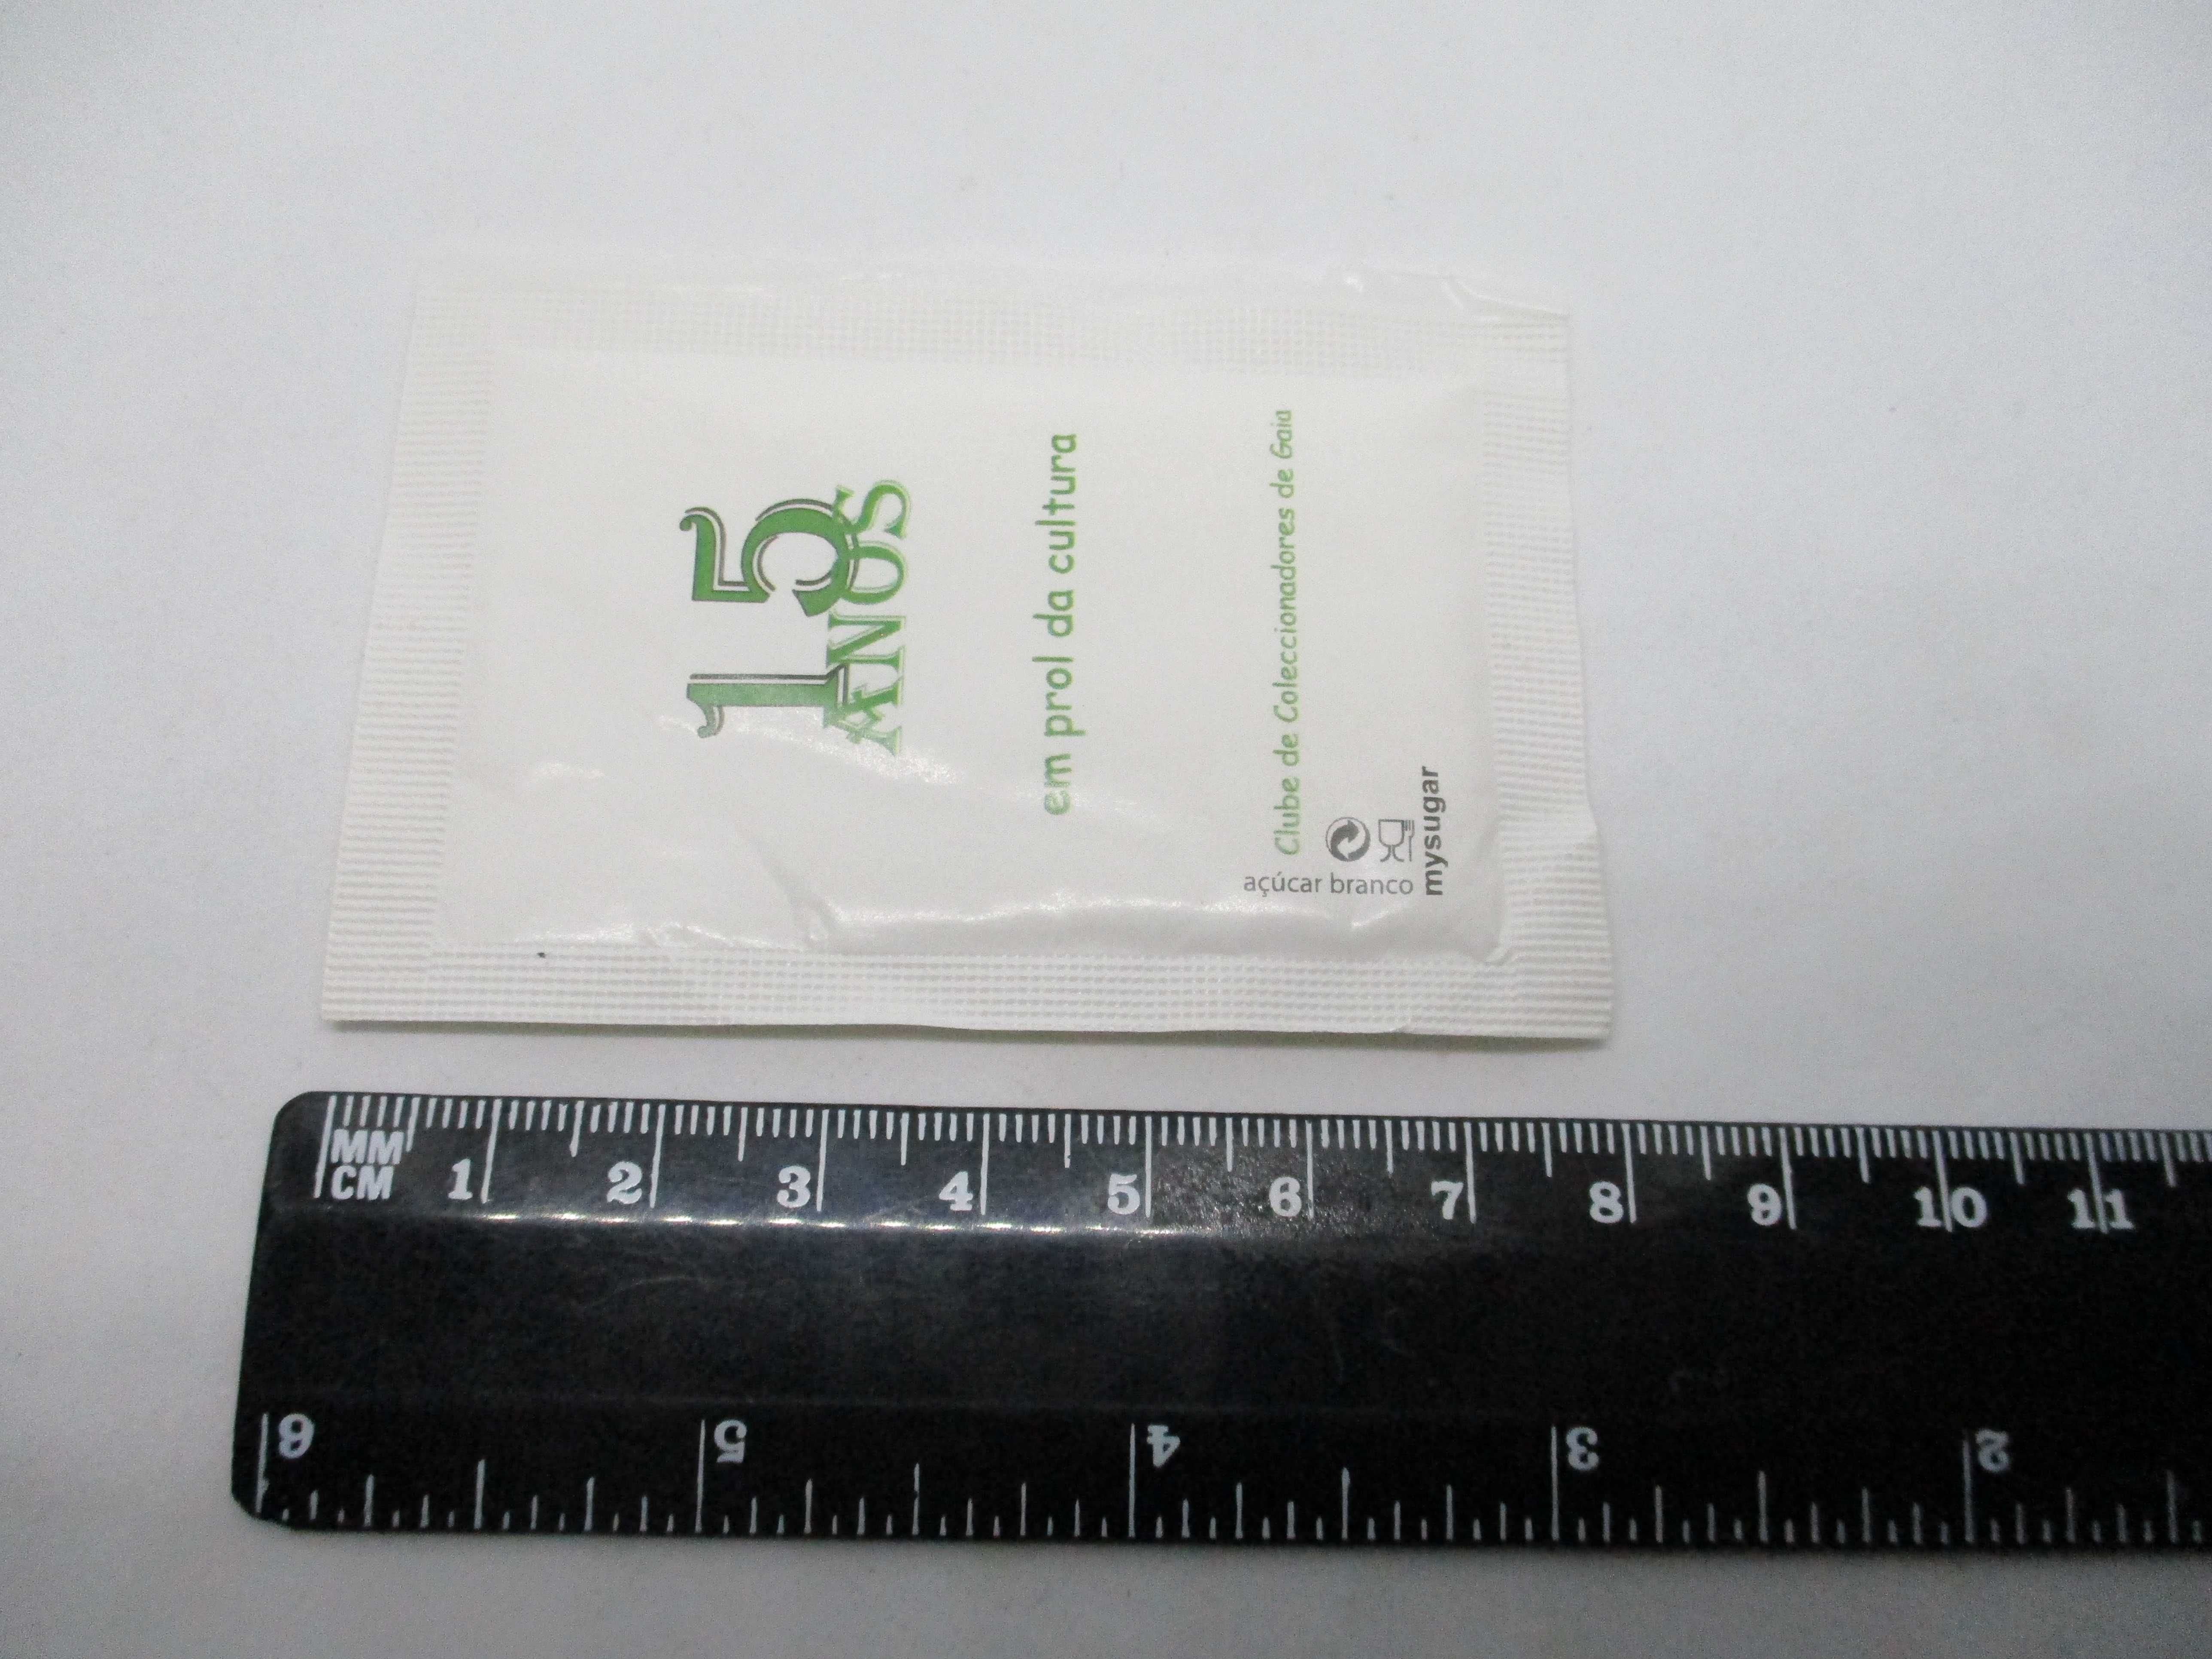 15
ANOS
em prol da cultura
Clube de Coleccionadores de Gaia
açúcar branco
mysugar
MM
CM 1 2 3 4 5 6 7 8 9 10 11
6 5 4 3 2